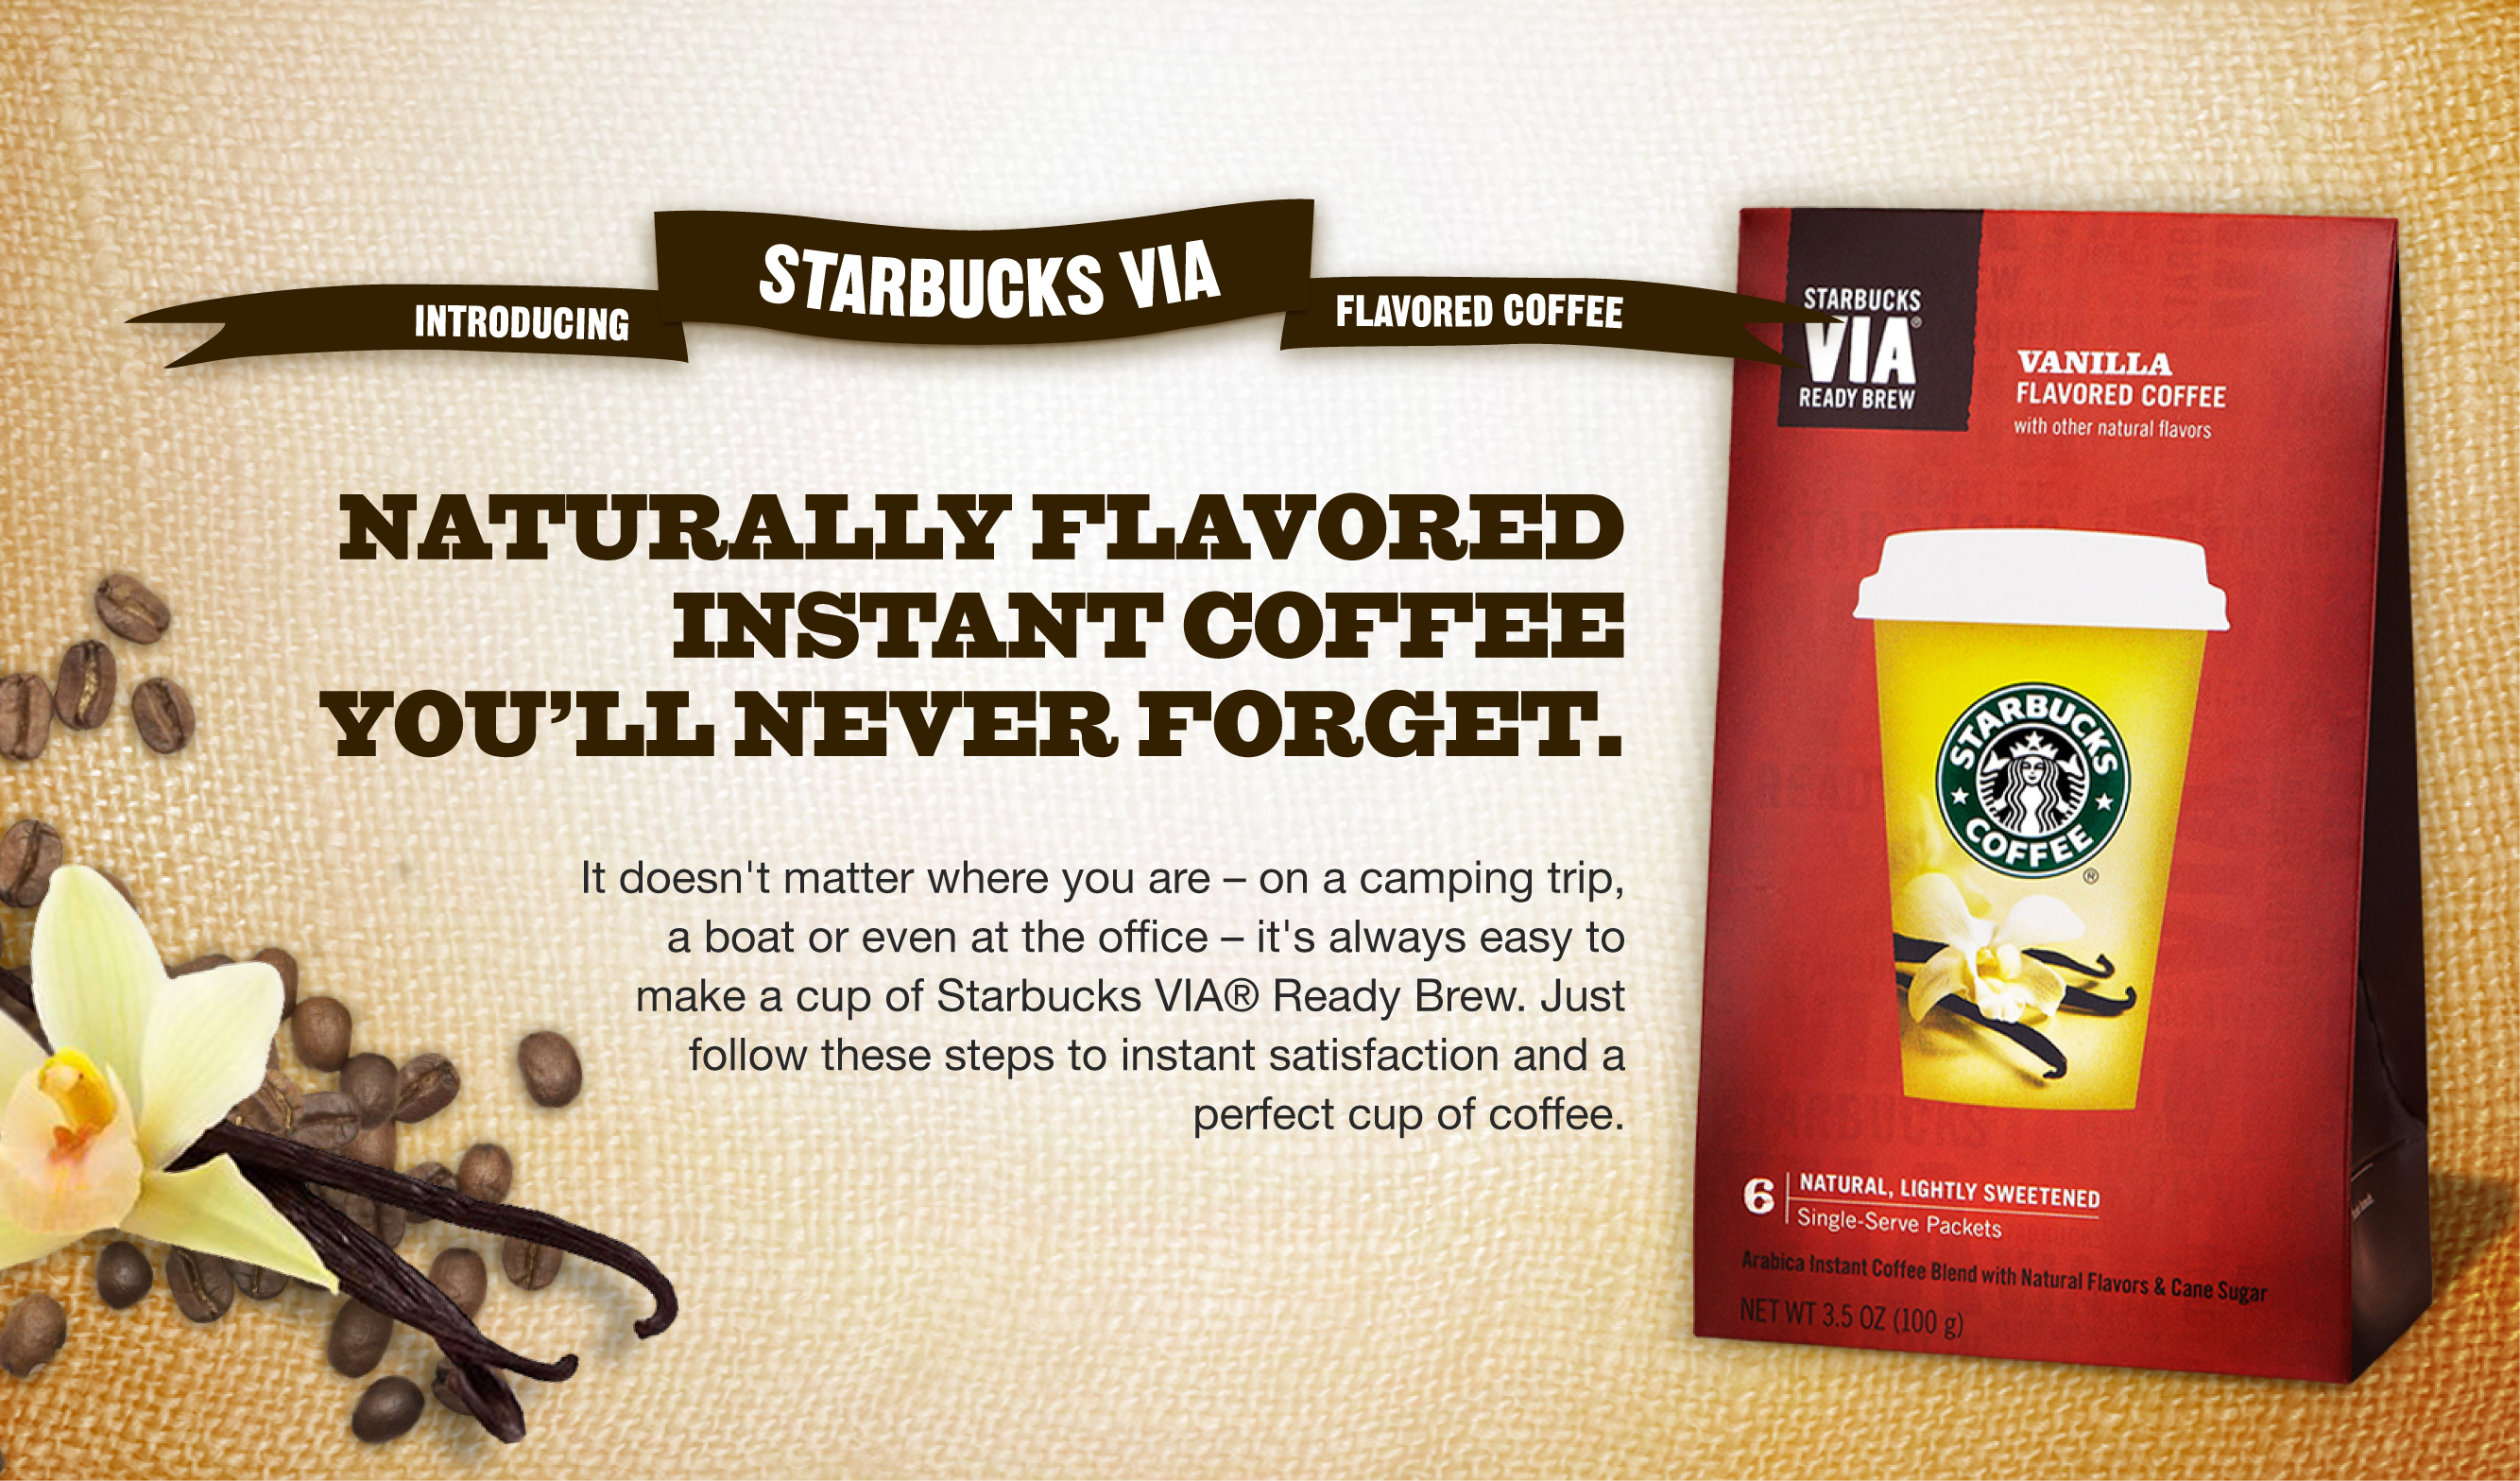 INTRODUCING
STARBUCKS VIA
FLAVORED COFFEE
NATURALLY FLAVORED
INSTANT COFFEE
YOU’LL NEVER FORGET.
It doesn't matter where you are – on a camping trip,
a boat or even at the office – it's always easy to
make a cup of Starbucks VIA® Ready Brew. Just
follow these steps to instant satisfaction and a
perfect cup of coffee.
STARBUCKS
VIA®
READY BREW
VANILLA
FLAVORED COFFEE
with other natural flavors
STARBUCKS
COFFEE
®
6 NATURAL, LIGHTLY SWEETENED
Single-Serve Packets
Arabica Instant Coffee Blend with Natural Flavors & Cane Sugar
NET WT 3.5 OZ (100 g)